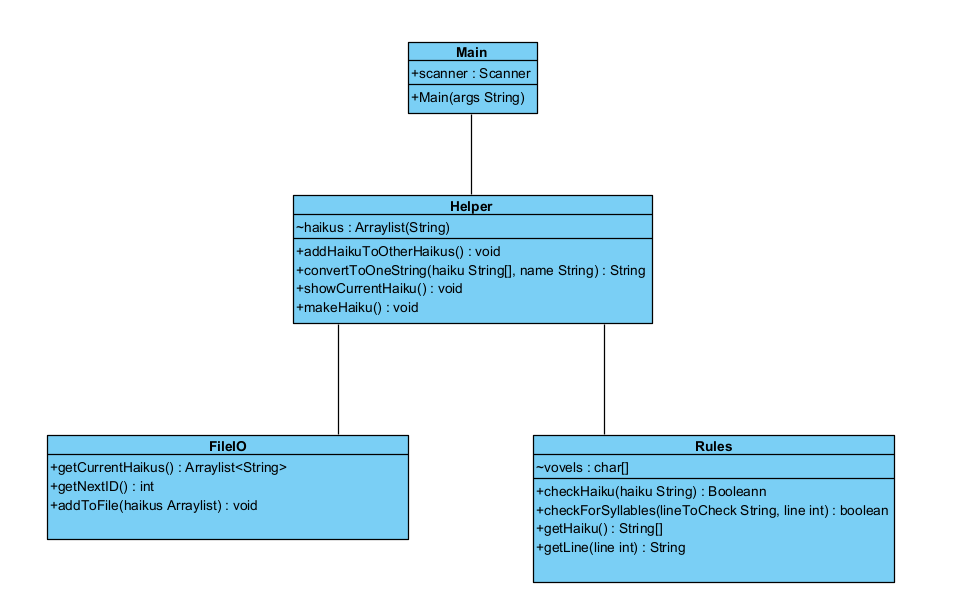 Main
+scanner : Scanner
+Main(args String)
Helper
~haikus : Arraylist(String)
+addHaikuToOtherHaikus() : void
+convertToOneString(haiku String[], name String) : String
+showCurrentHaiku() : void
+makeHaiku() : void
FileIO
+getCurrentHaikus() : Arraylist<String>
+getNextID() : int
+addToFile(haikus Arraylist) : void
Rules
~vovels : char[]
+checkHaiku(haiku String) : Booleann
+checkForSyllables(lineToCheck String, line int) : boolean
+getHaiku() : String[]
+getLine(line int) : String